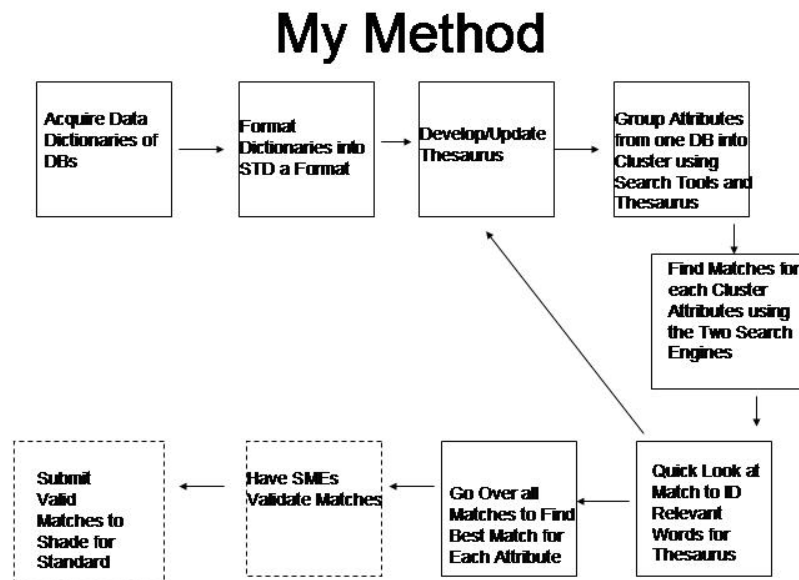 My Method
Acquire Data
Dictionaries of
DBs
Format
Dictionaries into
STD a Format
Develop/Update
Thesaurus
Group Attributes
from one DB into
Cluster using
Search Tools and
Thesaurus
Find Matches for
each Cluster
Attributes using
the Two Search
Engines
Quick Look at
Match to ID
Relevant
Words for
Thesaurus
Go Over all
Matches to Find
Best Match for
Each Attribute
Have SMEs
Validate Matches
Submit
Valid
Matches to
Shade for
Standard